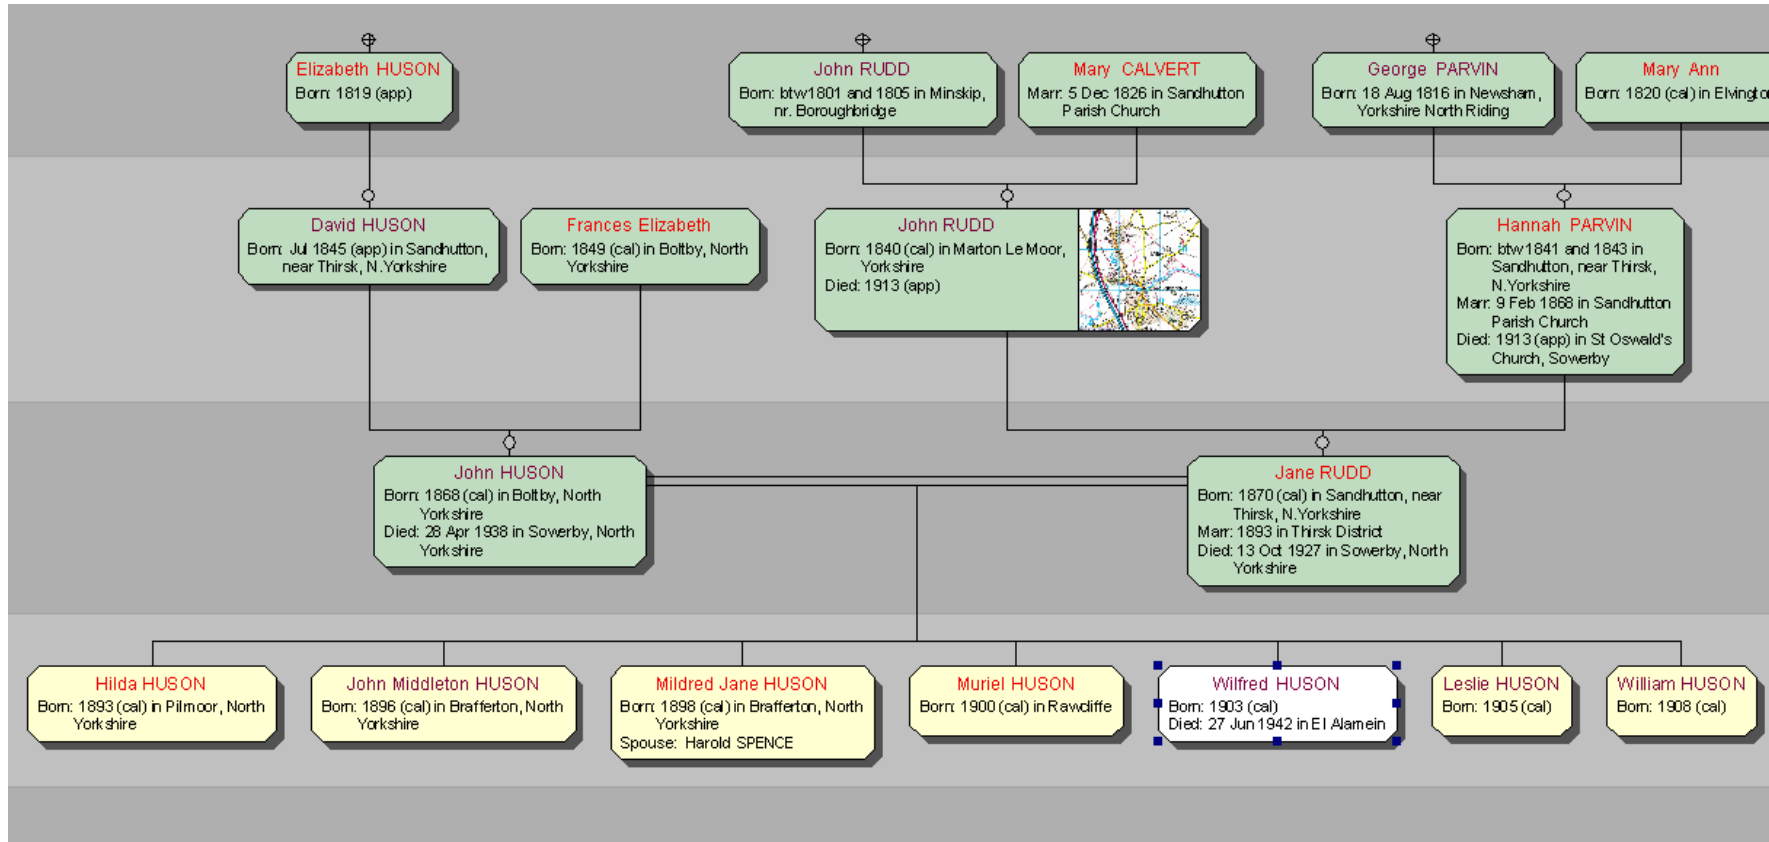 Elizabeth HUSON
Born: 1819 (app)
John RUDD
Born: btw1801 and 1805 in Minskip,
nr. Boroughbridge
Mary CALVERT
Marr: 5 Dec 1826 in Sandhutton
Parish Church
George PARVIN
Born: 18 Aug 1816 in Newsham,
Yorkshire North Riding
Mary Ann
Born: 1820 (cal) in Elvington
David HUSON
Born: Jul 1845 (app) in Sandhutton,
near Thirsk, N.Yorkshire
Frances Elizabeth
Born: 1849 (cal) in Boltby, North
Yorkshire
John RUDD
Born: 1840 (cal) in Marton Le Moor,
Yorkshire
Died: 1913 (app)
Hannah PARVIN
Born: btw1841 and 1843 in
Sandhutton, near Thirsk,
N.Yorkshire
Marr: 9 Feb 1868 in Sandhutton
Parish Church
Died: 1913 (app) in St Oswald's
Church, Sowerby
John HUSON
Born: 1868 (cal) in Boltby, North
Yorkshire
Died: 28 Apr 1938 in Sowerby, North
Yorkshire
Jane RUDD
Born: 1870 (cal) in Sandhutton, near
Thirsk, N.Yorkshire
Marr: 1893 in Thirsk District
Died: 13 Oct 1927 in Sowerby, North
Yorkshire
Hilda HUSON
Born: 1893 (cal) in Pilmoor, North
Yorkshire
John Middleton HUSON
Born: 1896 (cal) in Brafferton, North
Yorkshire
Mildred Jane HUSON
Born: 1898 (cal) in Brafferton, North
Yorkshire
Spouse: Harold SPENCE
Muriel HUSON
Born: 1900 (cal) in Rawcliffe
Wilfred HUSON
Born: 1903 (cal)
Died: 27 Jun 1942 in El Alamein
Leslie HUSON
Born: 1905 (cal)
William HUSON
Born: 1908 (cal)